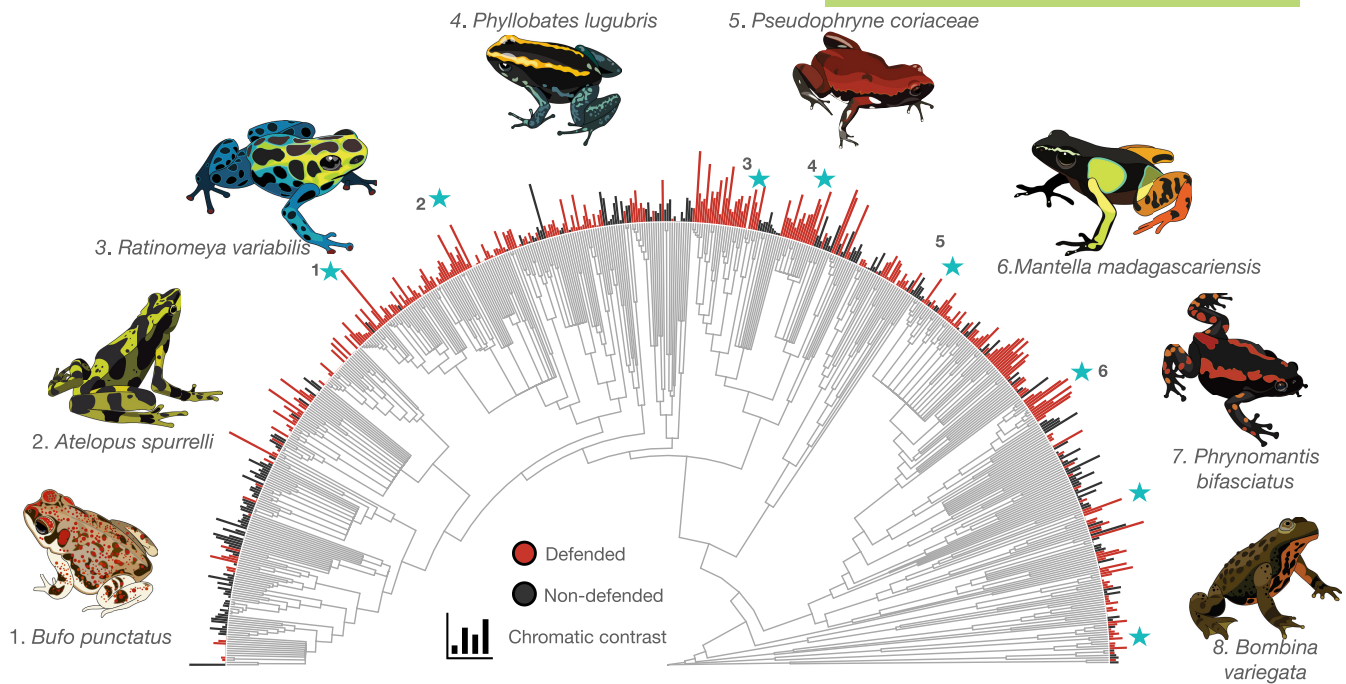 4. Phyllobates lugubris
5. Pseudophryne coriaceae
3. Ratinomeya variabilis
6.Mantella madagascariensis
2. Atelopus spurrelli
7. Phrynomantis
bifasciatus
1. Bufo punctatus
8. Bombina
variegata
1
2
3
4
5
6
Defended
Non-defended
Chromatic contrast